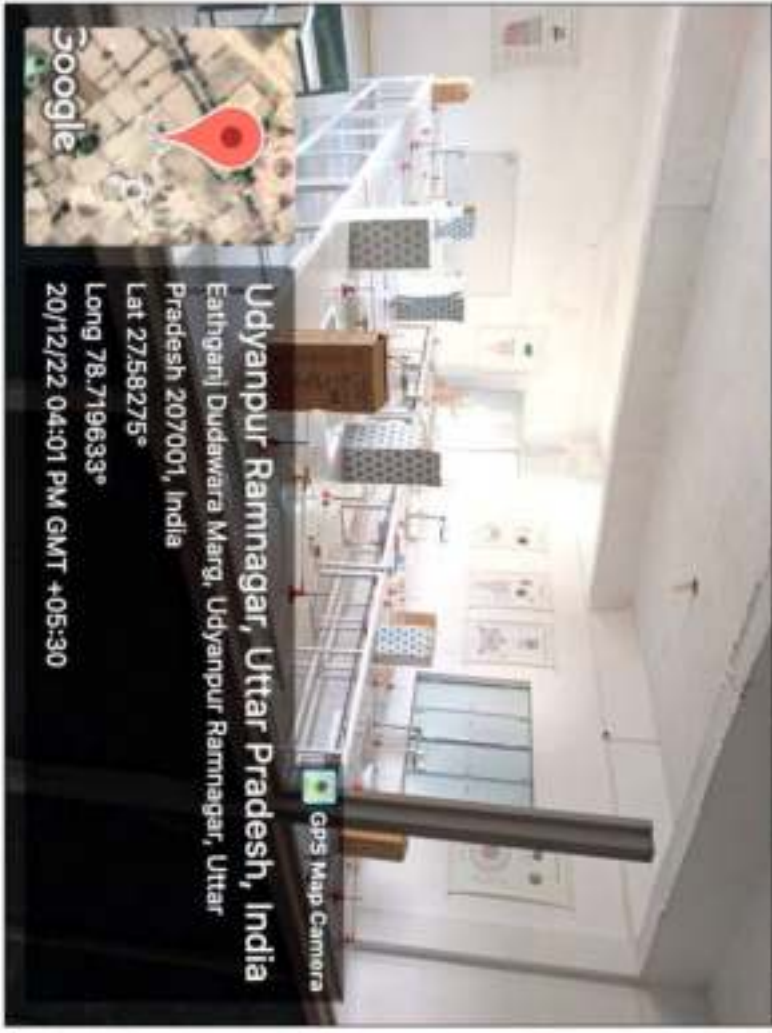 GPS Map Camera
Google
Udyanpur Ramnagar, Uttar Pradesh, India
Eathganj Dudawara Marg, Udyanpur Ramnagar, Uttar
Pradesh 207001, India
Lat 27.58275°
Long 78.719633°
20/12/22 04:01 PM GMT +05:30